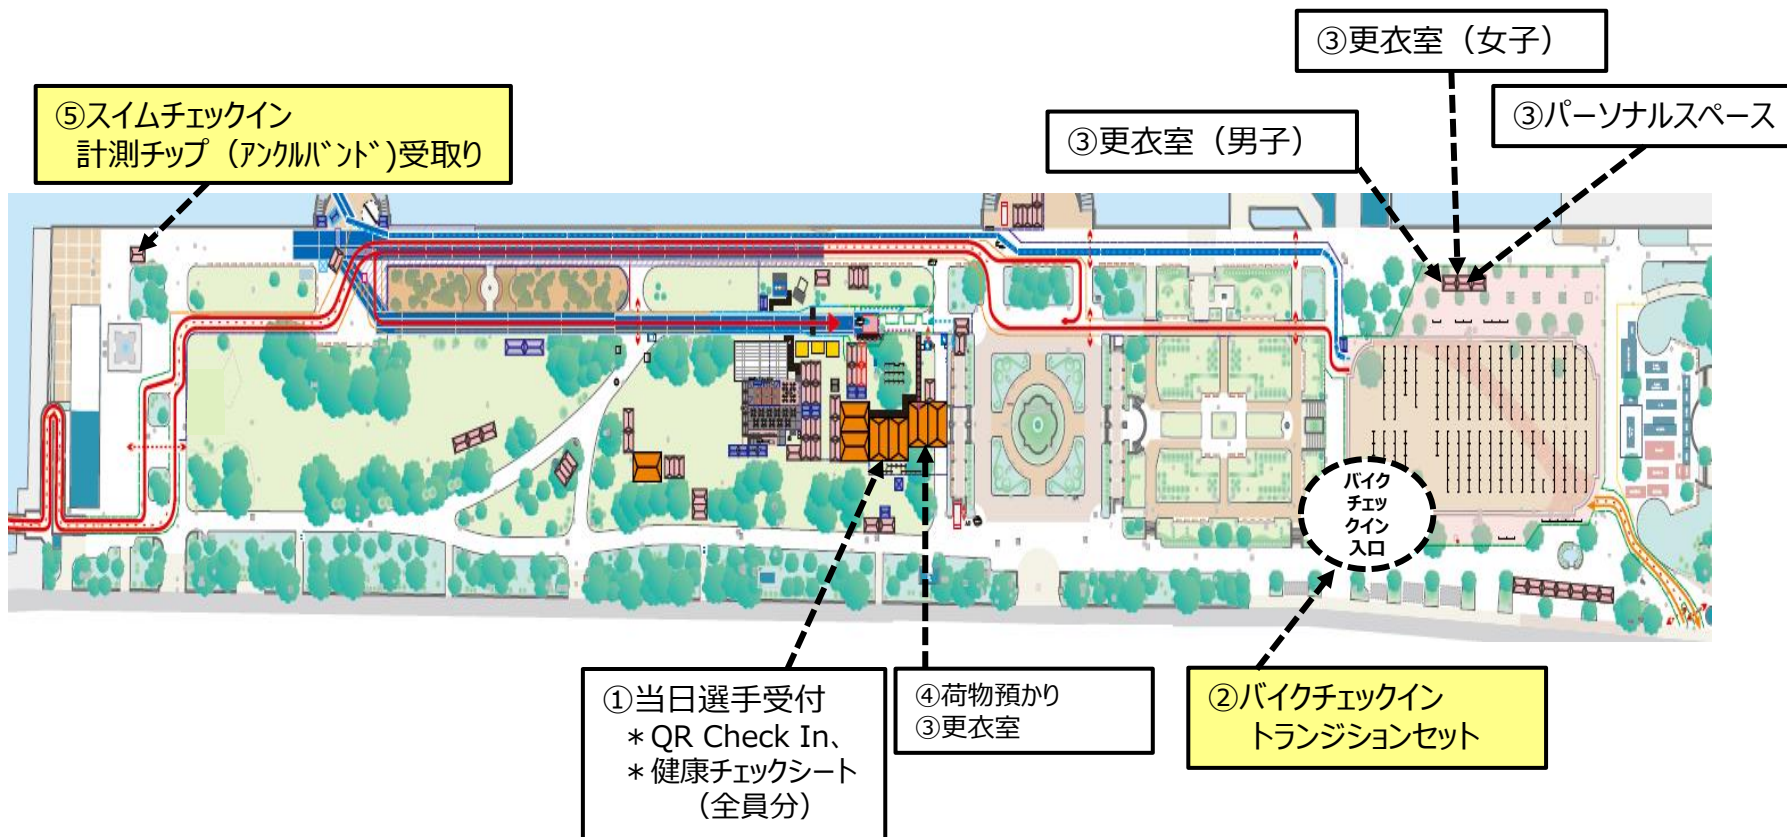 ③更衣室（女子）
③パーソナルスペース
③更衣室（男子）
⑤スイムチェックイン
計測チップ（ｱﾝｸﾙﾊﾞﾝﾄﾞ)受取り
バイク
チェッ
クイン
入口
①当日選手受付
＊QR Check In、
＊健康チェックシート
（全員分）
④荷物預かり
③更衣室
②バイクチェックイン
トランジションセット